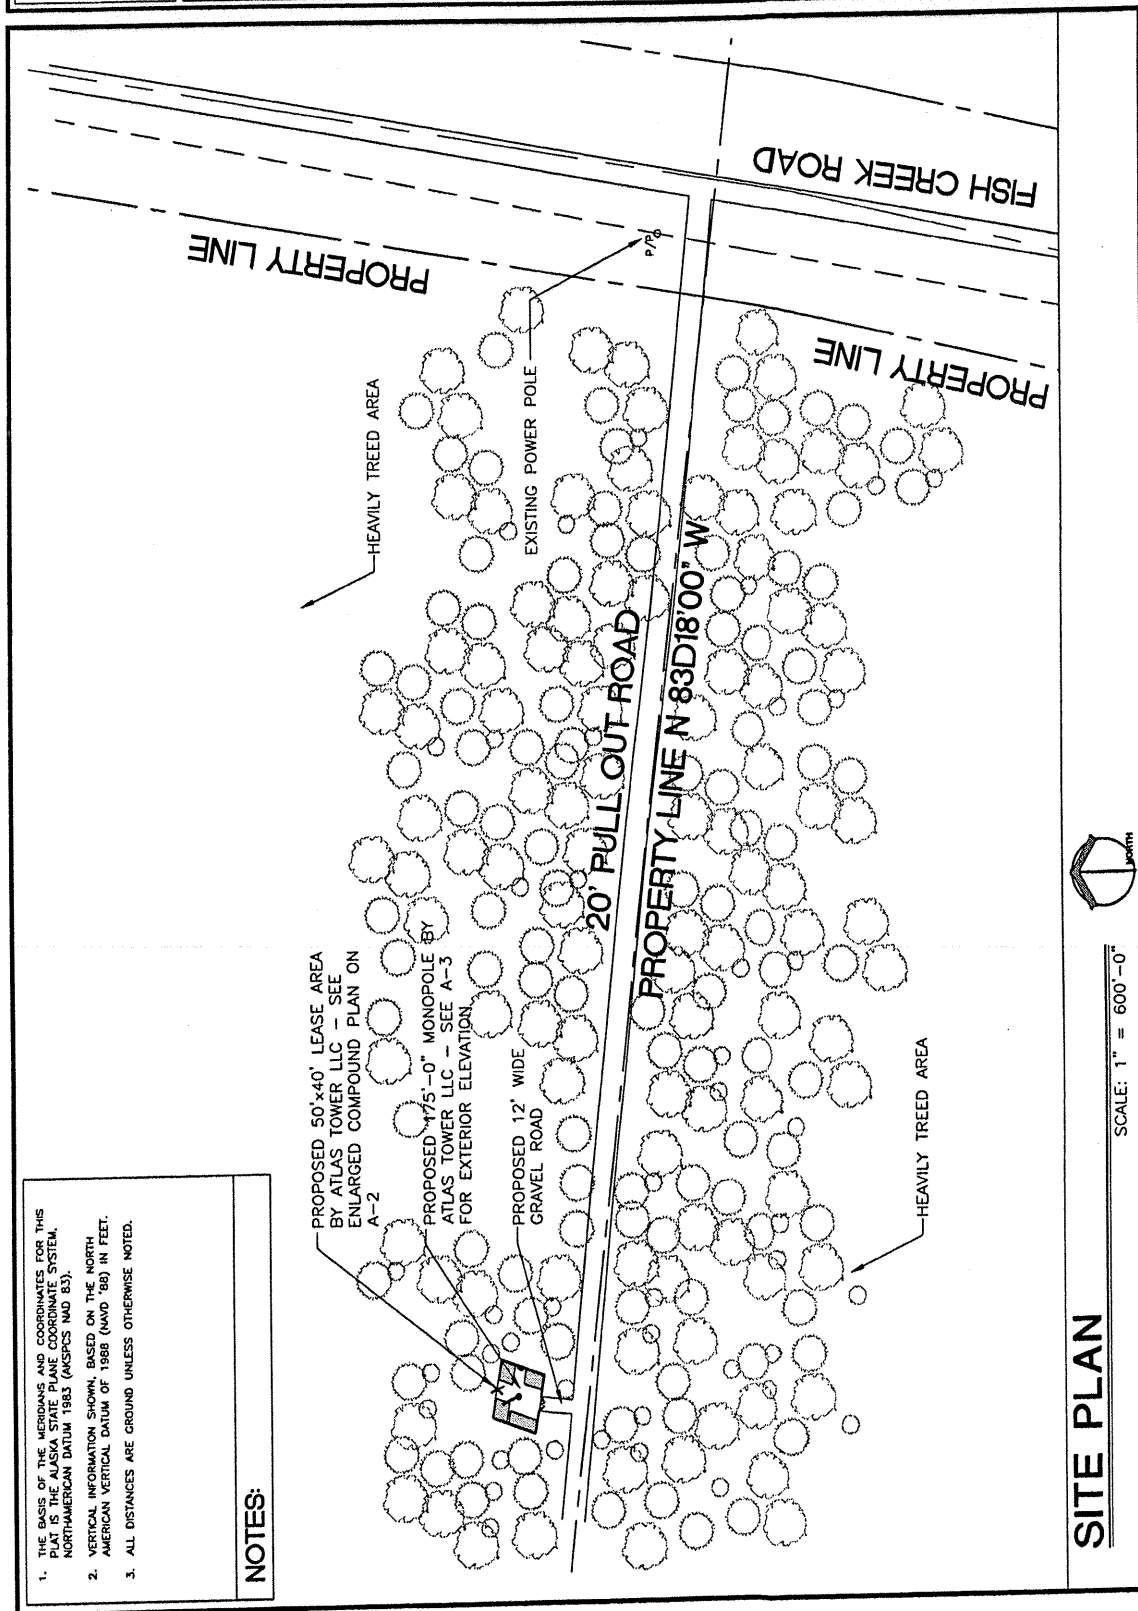 1. THE BASIS OF THE MERIDIANS AND COORDINATES FOR THIS
PLAT IS THE ALASKA STATE PLANE COORDINATE SYSTEM.
NORTHAMERICAN DATUM 1983 (AKSPCS NAD 83).
2. VERTICAL INFORMATION SHOWN, BASED ON THE NORTH
AMERICAN VERTICAL DATUM OF 1988 (NAVD '88) IN FEET.
3. ALL DISTANCES ARE GROUND UNLESS OTHERWISE NOTED.
NOTES:
PROPOSED 50'x40' LEASE AREA
BY ATLAS TOWER LLC - SEE
ENLARGED COMPOUND PLAN ON
A-2
PROPOSED 175'-0" MONOPOLE BY
ATLAS TOWER LLC - SEE A-3
FOR EXTERIOR ELEVATION
PROPOSED 12' WIDE
GRAVEL ROAD
HEAVILY TREED AREA
EXISTING POWER POLE
PROPERTY LINE
P/P
20' PULL OUT ROAD
PROPERTY LINE N 83D18'00" W
FISH CREEK ROAD
PROPERTY LINE
HEAVILY TREED AREA
SITE PLAN
SCALE: 1" = 600'-0"
NORTH